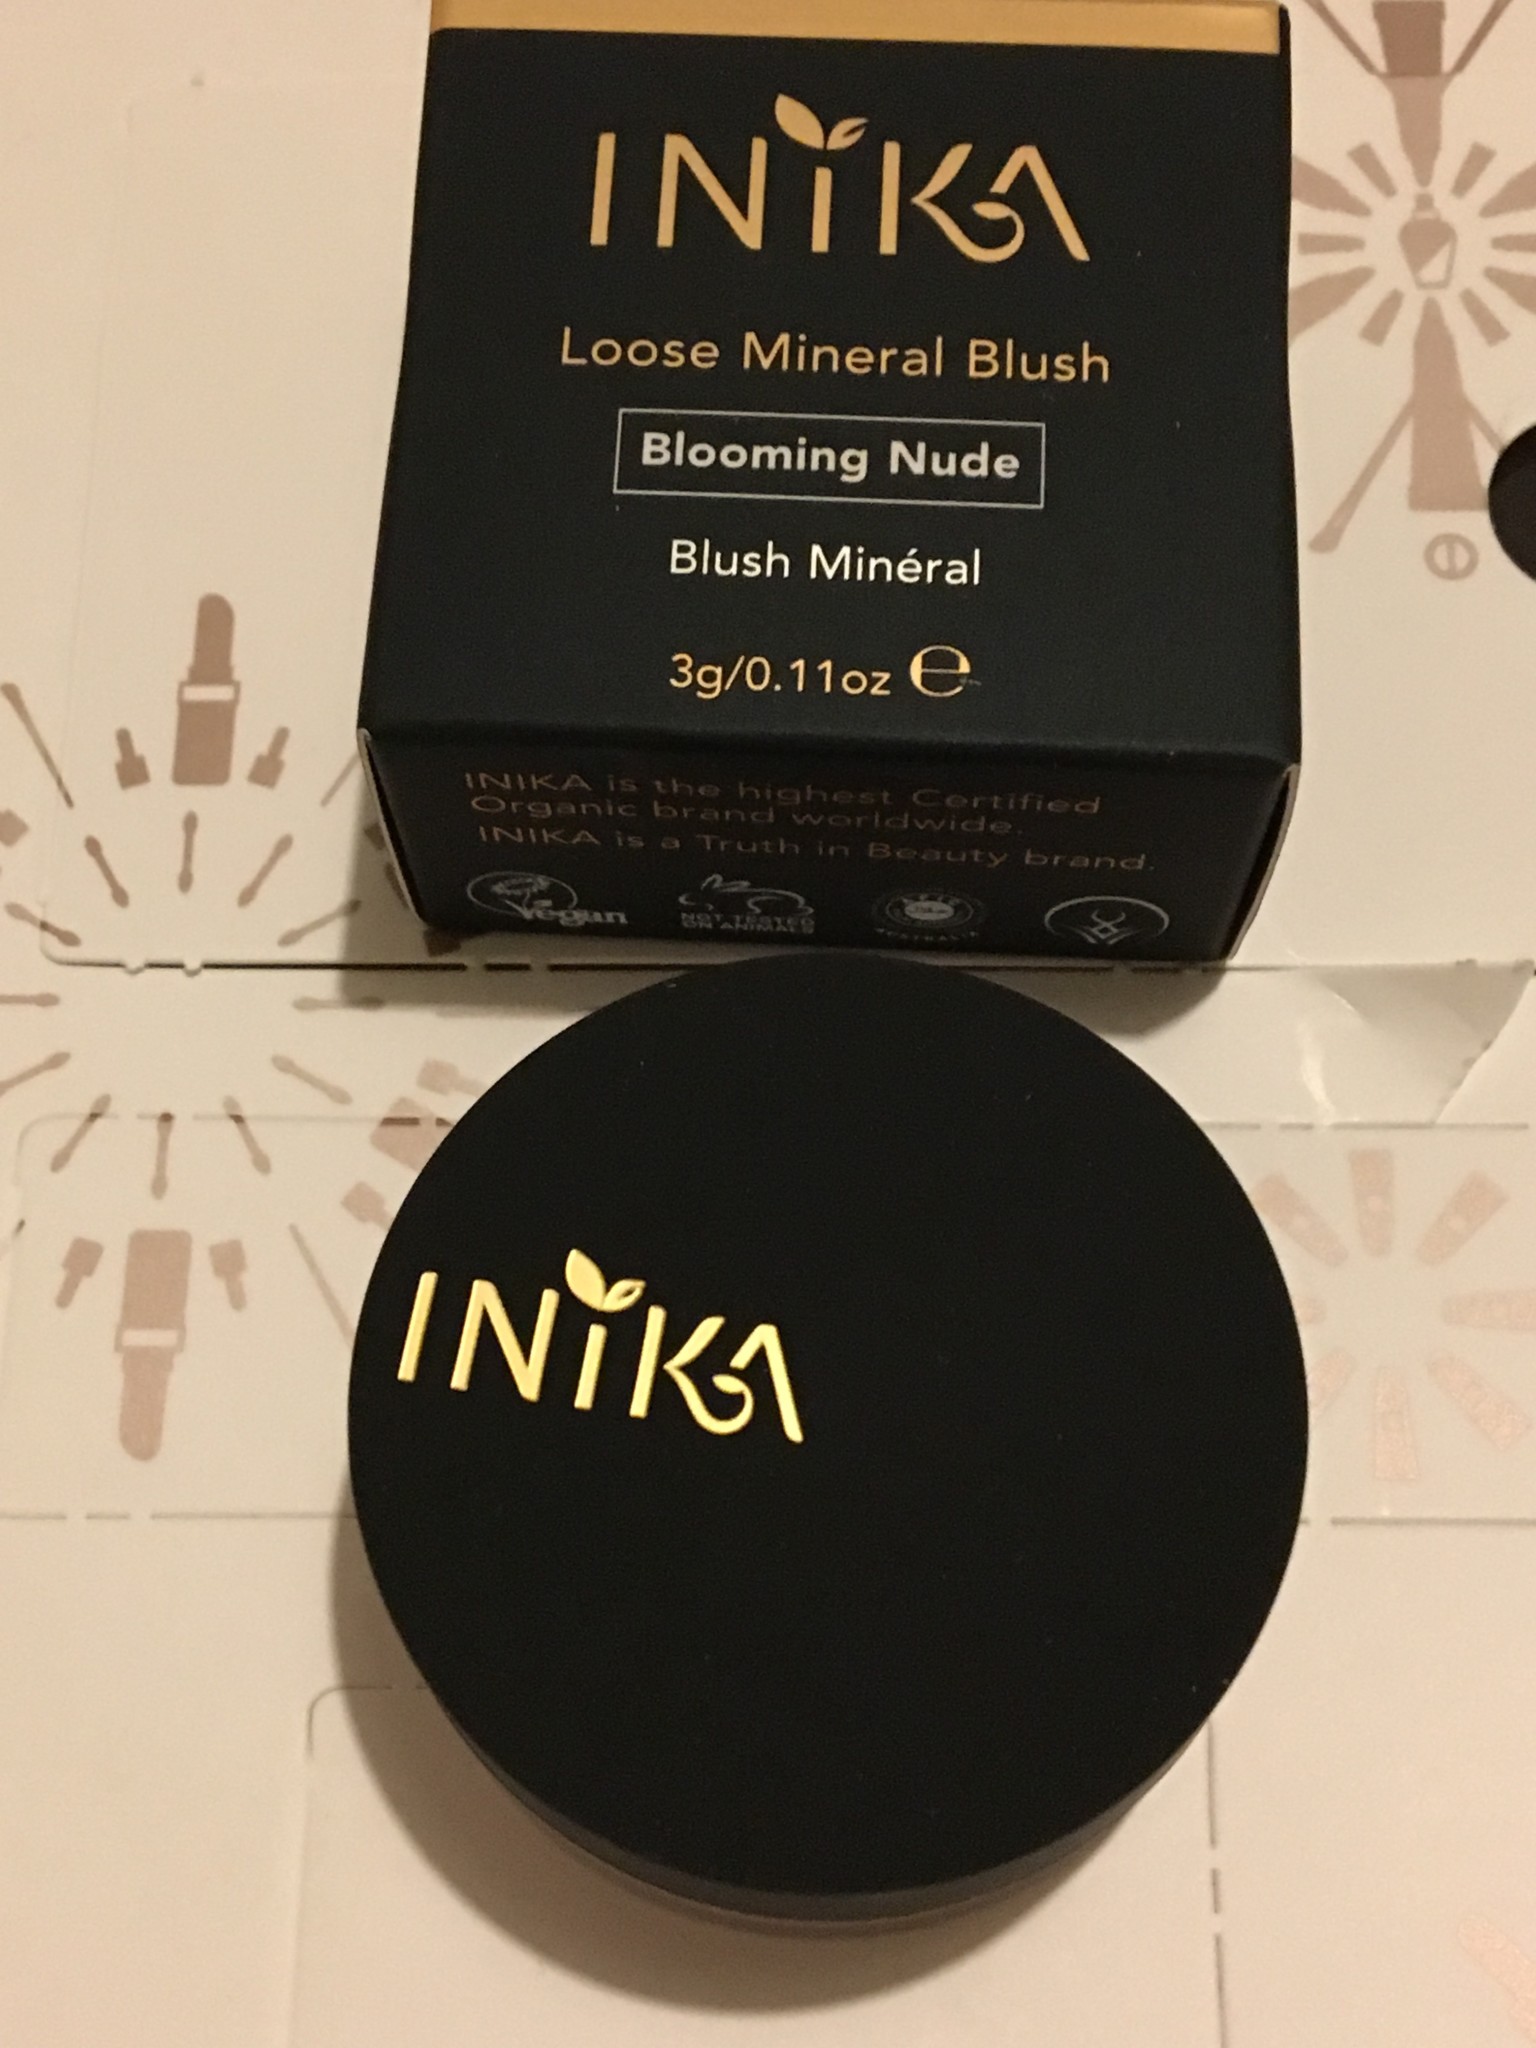 INIKA
Loose Mineral Blush
Blooming Nude
Blush Minéral
3g/0.11oz ℮
INIKA is the highest Certified
Organic brand worldwide.
INIKA is a Truth in Beauty brand.
vegan
NOT TESTED
ON ANIMALS
AUSTRALIA
INIKA